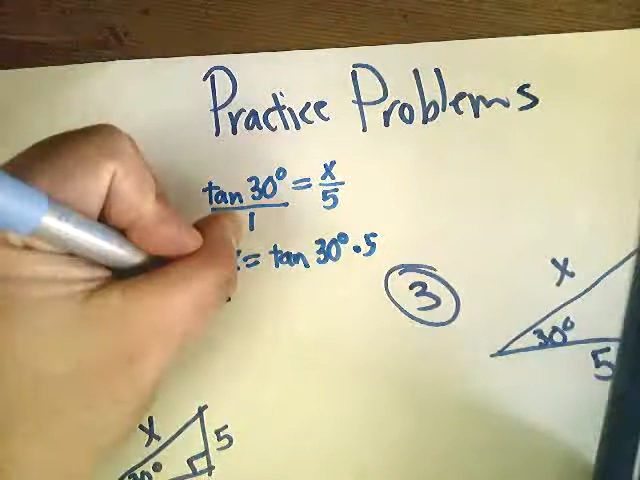 Practice Problems
tan 30° = x/5
1
= tan 30° · 5
3
x
30°
5
x
5
30°